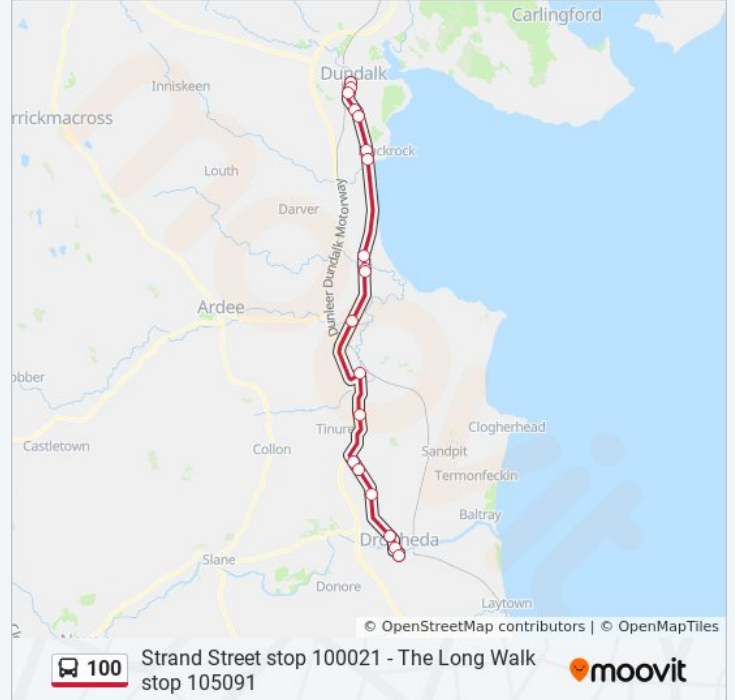 Carlingford
Dundalk
Inniskeen
rrickmacross
ckrock
Louth
Darver
Dunleer Dundalk Motorway
Ardee
obber
Tinure
Clogherhead
Castletown
Collon
Sandpit
Termonfeckin
Baltray
Drogheda
Slane
Donore
Laytown
© OpenStreetMap contributors | © OpenMapTiles
100
Strand Street stop 100021 - The Long Walk
stop 105091
moovit